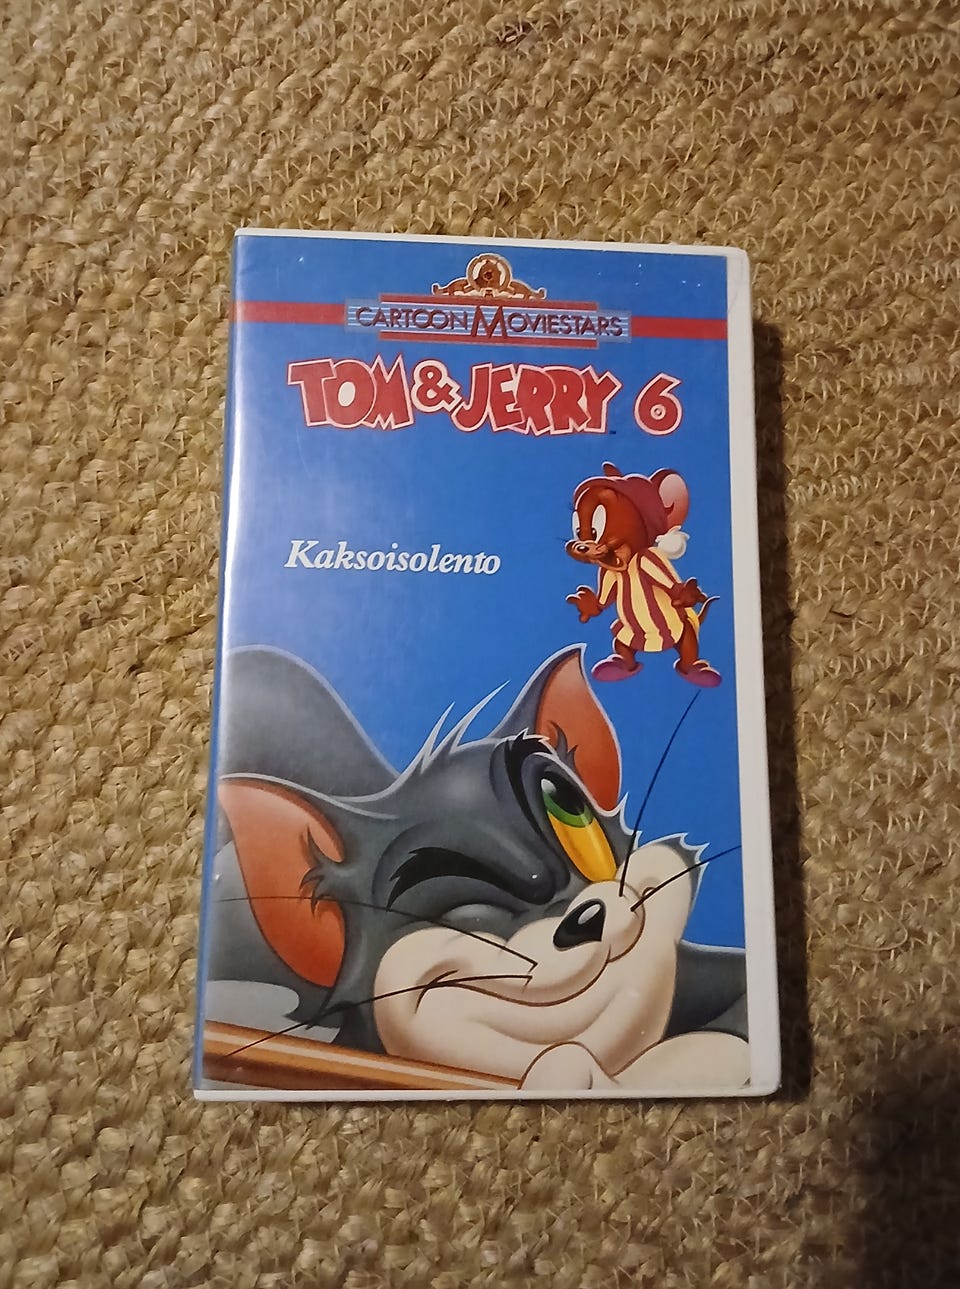 CARTOON MOVIESTARS
TOM & JERRY 6
Kaksoisolento